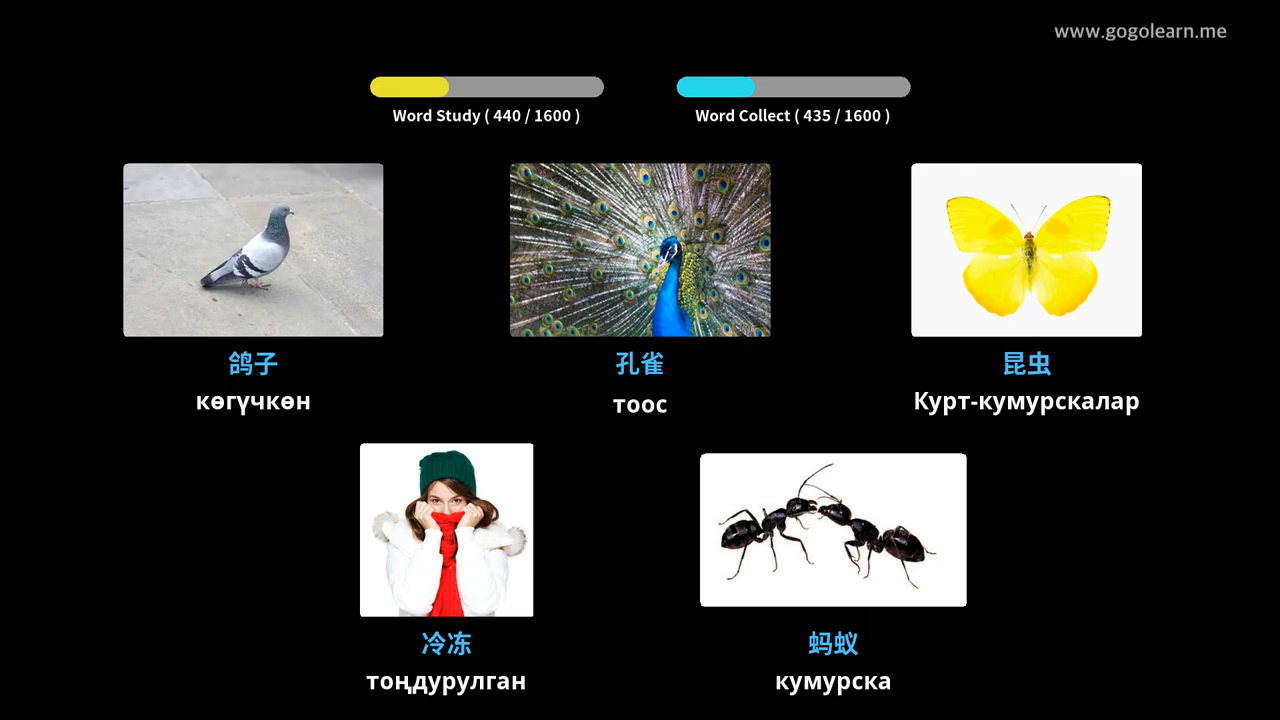 www.gogolearn.me
Word Study ( 440 / 1600 )
Word Collect ( 435 / 1600 )
鸽子
көгүчкөн
孔雀
тоос
昆虫
Курт-кумурскалар
冷冻
тоңдурулган
蚂蚁
кумурска